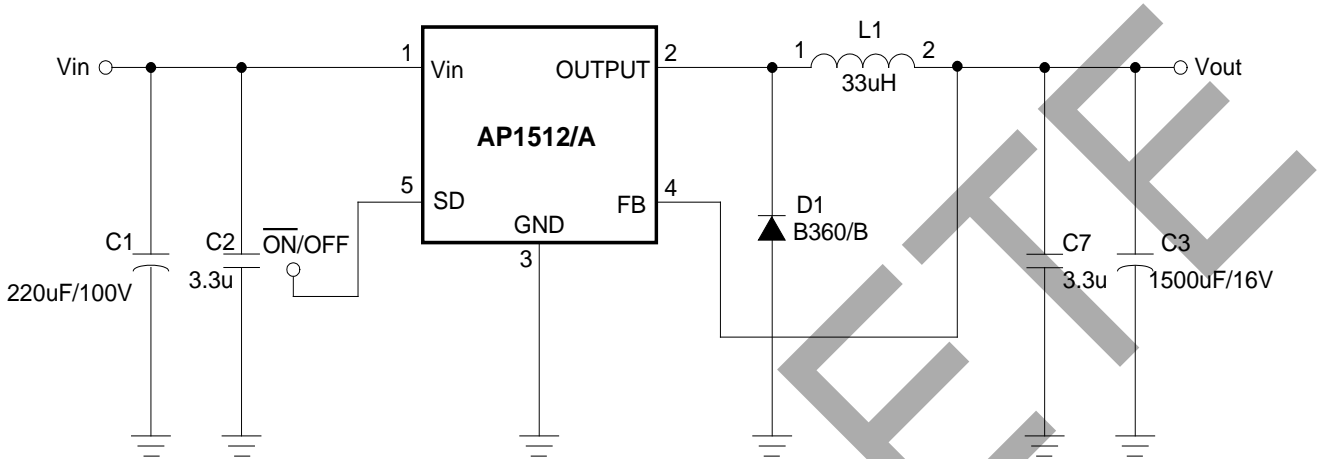 L1
1
2
33uH
Vin
1
Vin
OUTPUT
2
Vout
AP1512/A
5
SD
FB
4
GND
3
D1
B360/B
C1
220uF/100V
C2
3.3u
ON/OFF
C7
3.3u
C3
1500uF/16V
ETE